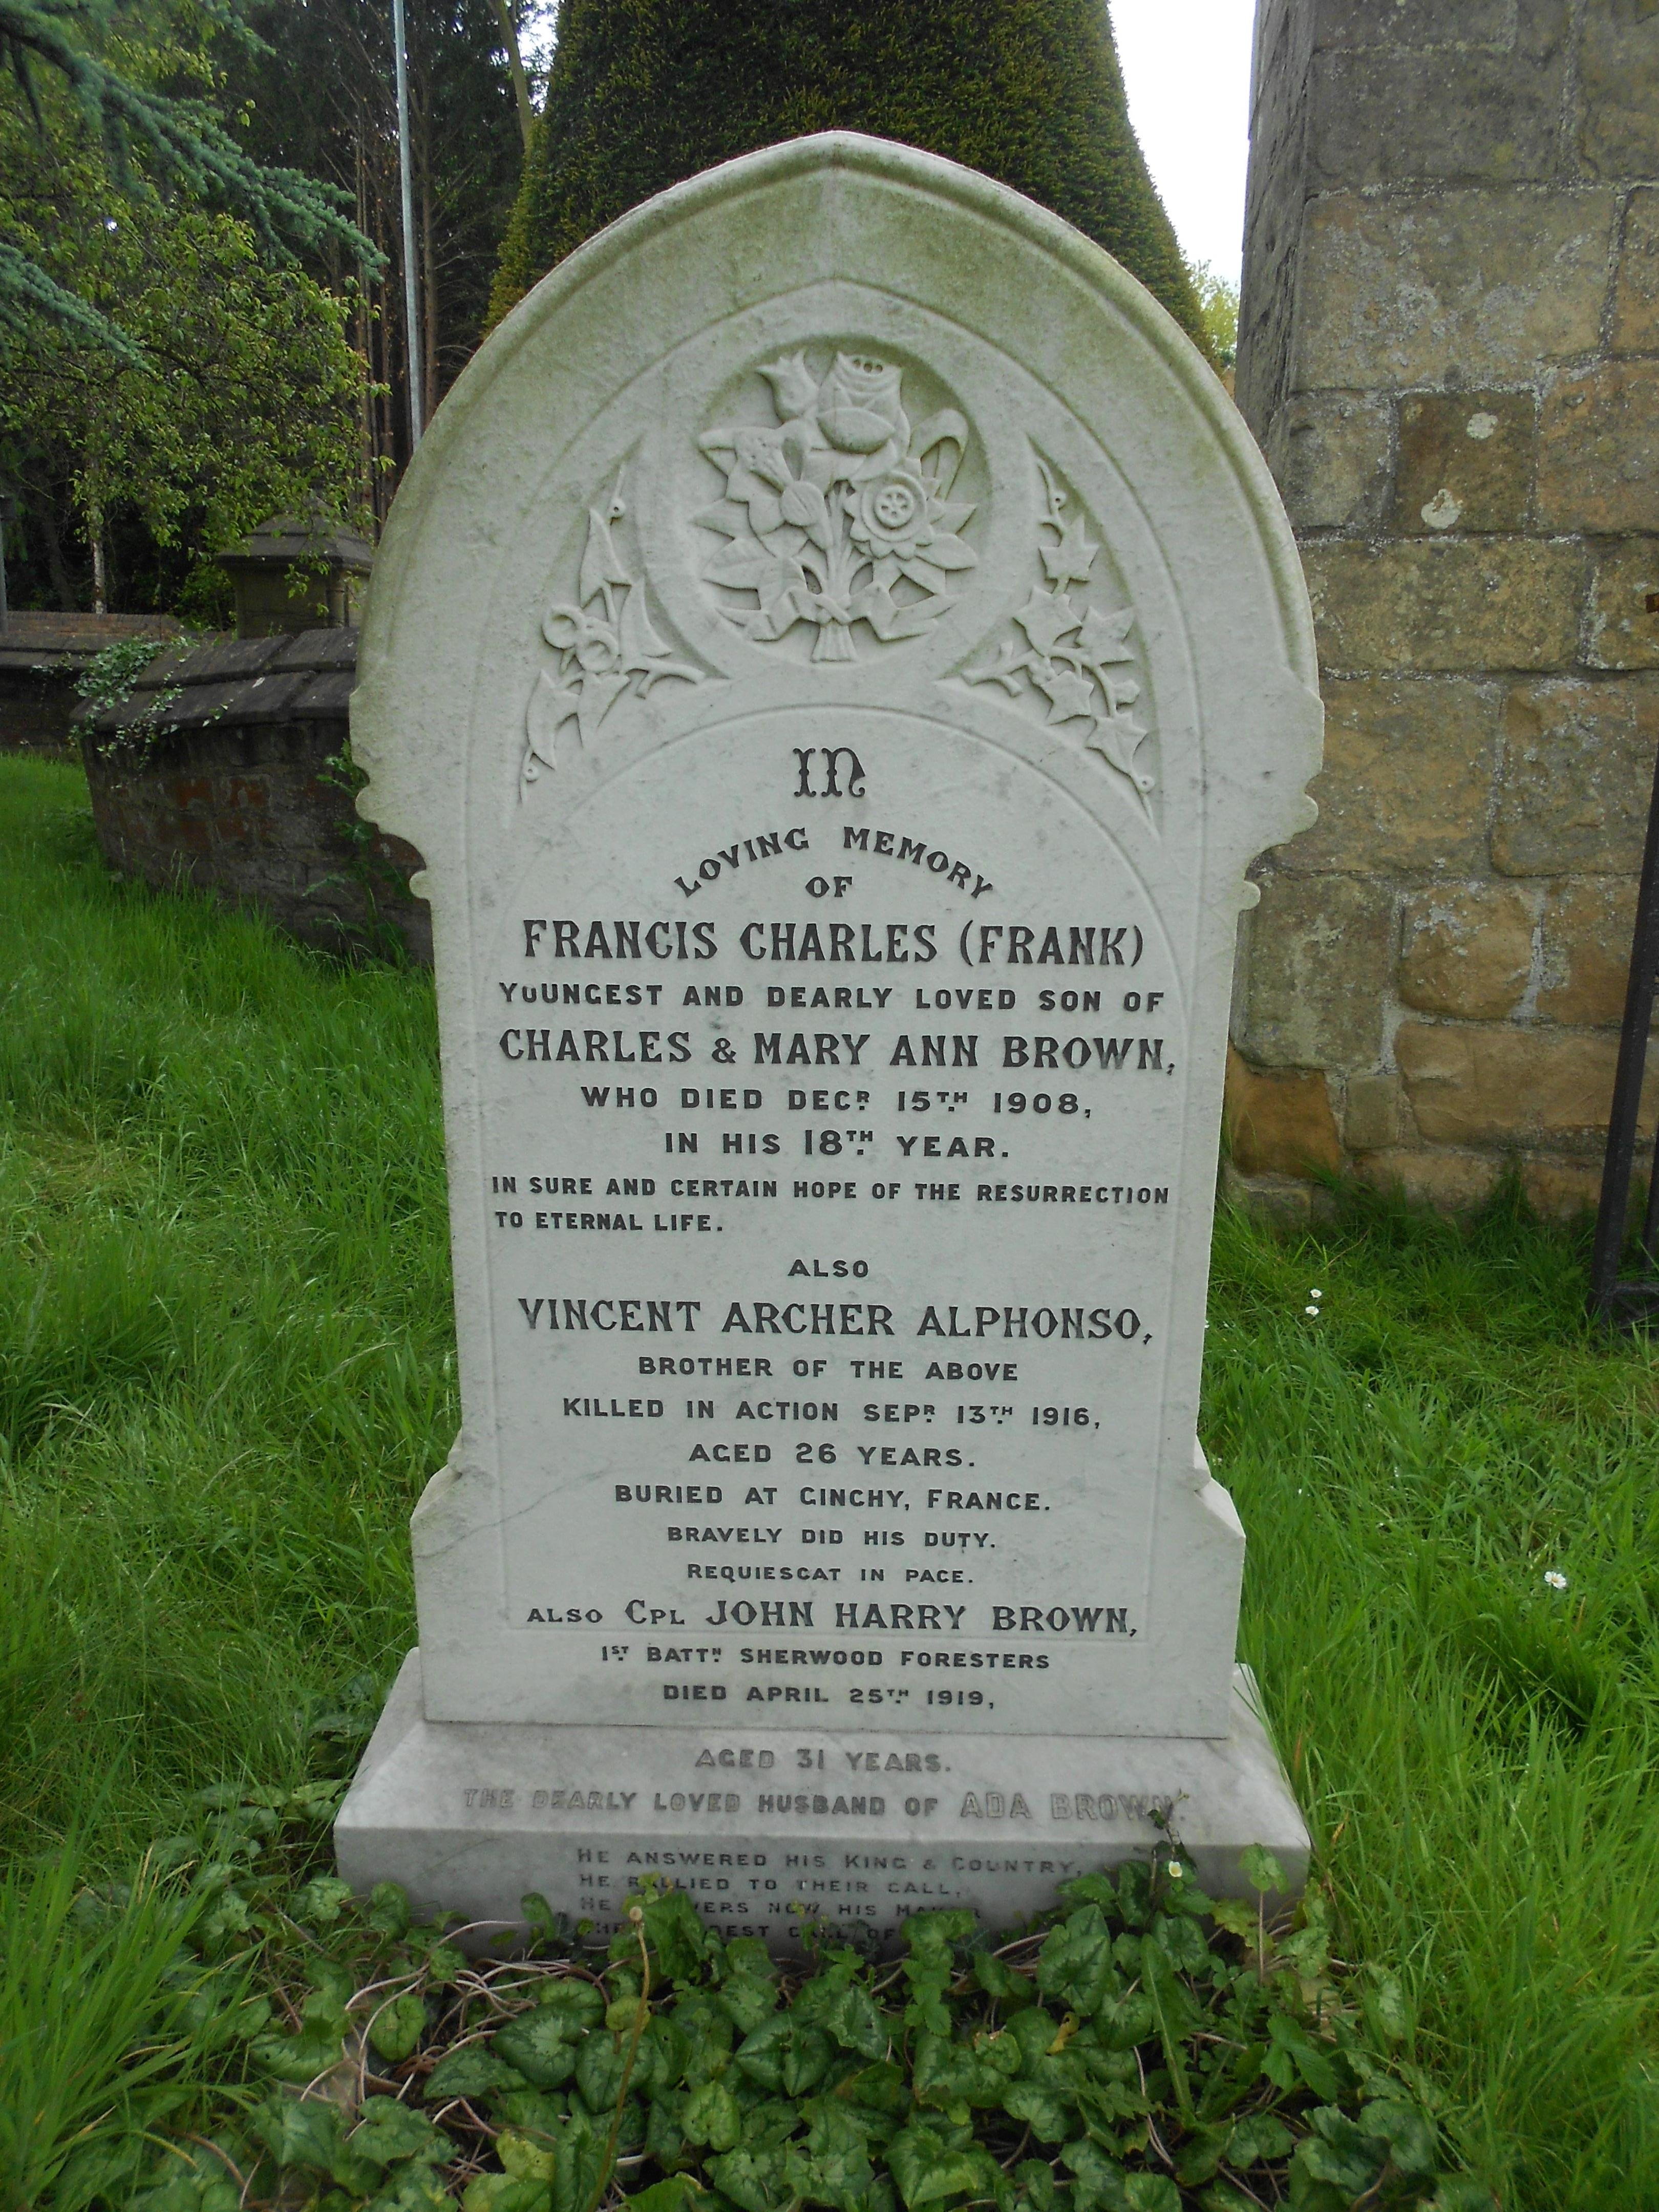 IN
LOVING MEMORY
OF
FRANCIS CHARLES (FRANK)
YOUNGEST AND DEARLY LOVED SON OF
CHARLES & MARY ANN BROWN,
WHO DIED DECR 15TH 1908,
IN HIS 18TH YEAR.
IN SURE AND CERTAIN HOPE OF THE RESURRECTION
TO ETERNAL LIFE.
ALSO
VINCENT ARCHER ALPHONSO,
BROTHER OF THE ABOVE
KILLED IN ACTION SEPR 13TH 1916,
AGED 26 YEARS.
BURIED AT GINCHY, FRANCE.
BRAVELY DID HIS DUTY.
REQUIESCAT IN PACE.
ALSO CPL JOHN HARRY BROWN,
1ST BATTN SHERWOOD FORESTERS
DIED APRIL 25TH 1919,
AGED 31 YEARS.
THE DEARLY LOVED HUSBAND OF ADA BROWN.
HE ANSWERED HIS KING & COUNTRY,
HE RALLIED TO THEIR CALL,
HE NOW HIS
OF